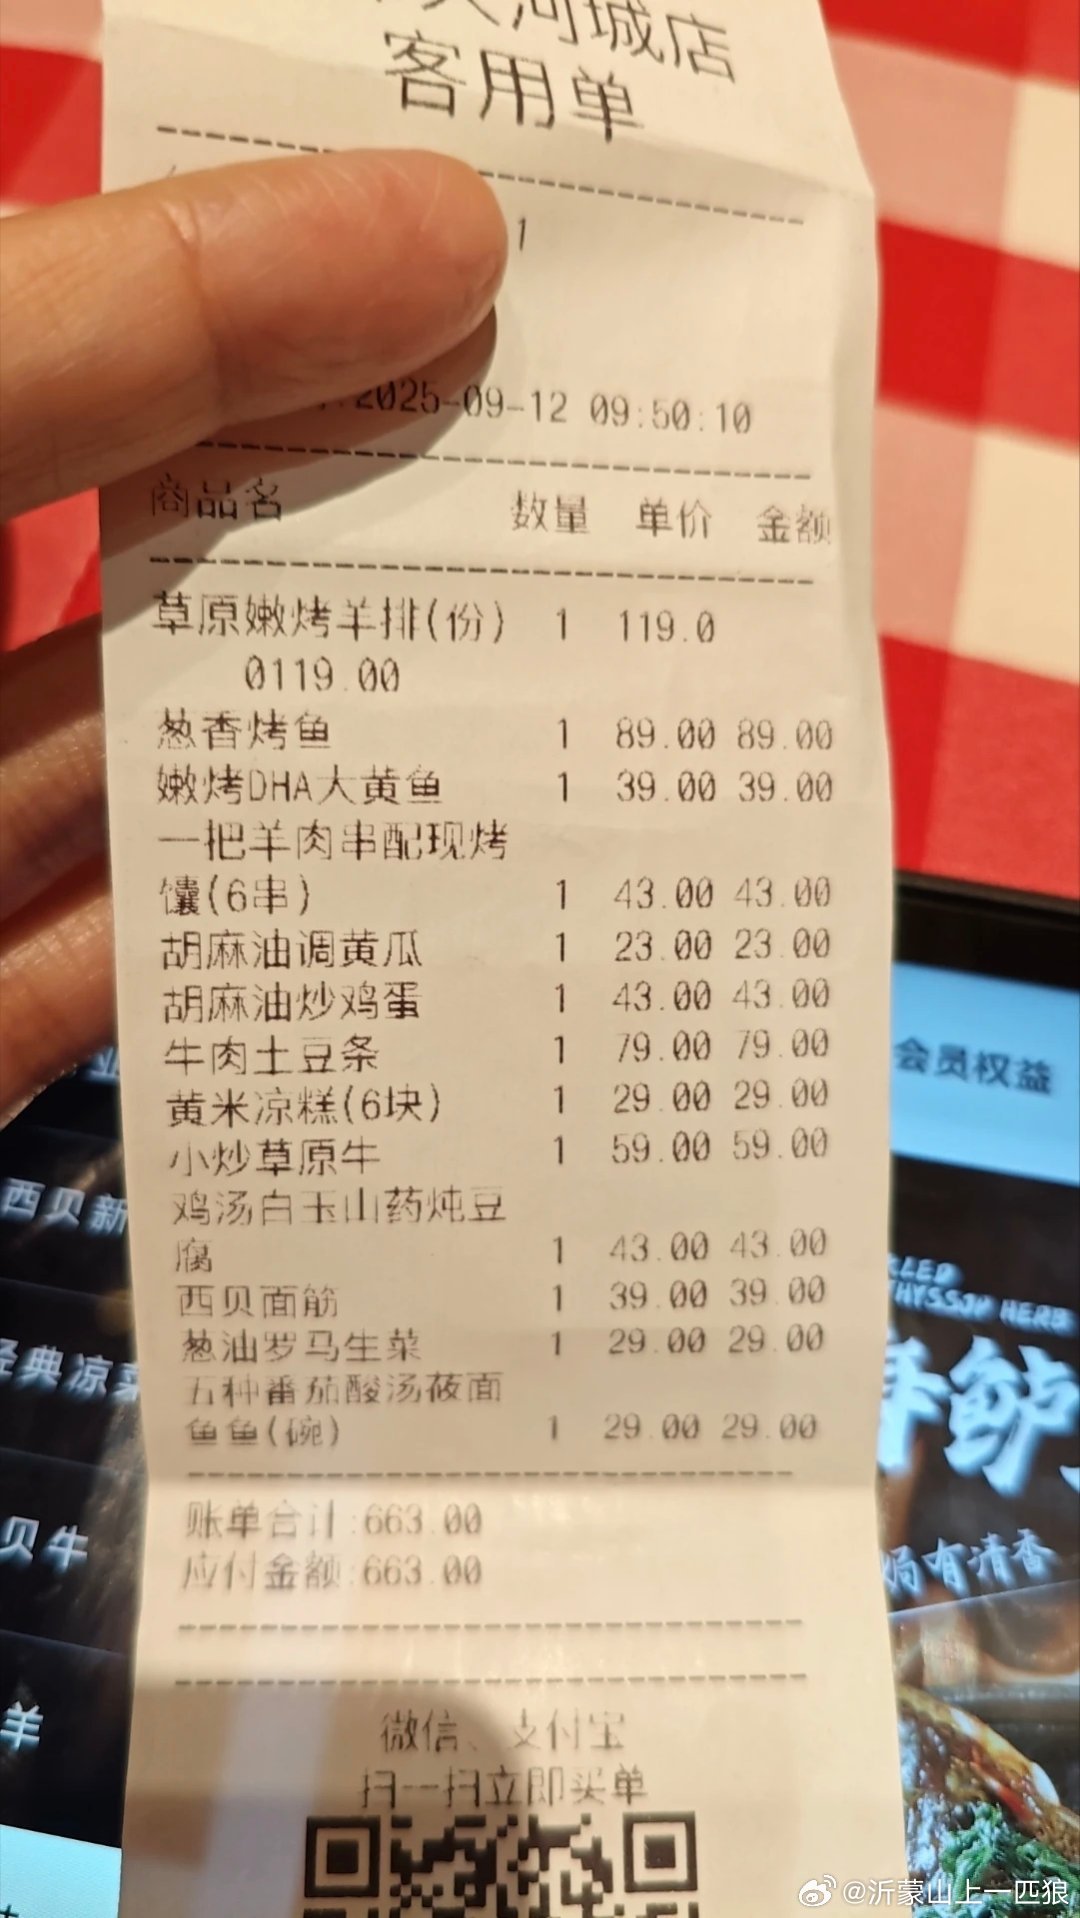 河城店
客用单
1
2025-09-12 09:50:10
商品名 数量 单价 金额
草原嫩烤羊排(份) 1 119.0
0119.00
葱香烤鱼 1 89.00 89.00
嫩烤DHA大黄鱼 1 39.00 39.00
一把羊肉串配现烤
馕(6串) 1 43.00 43.00
胡麻油调黄瓜 1 23.00 23.00
胡麻油炒鸡蛋 1 43.00 43.00
牛肉土豆条 1 79.00 79.00
黄米凉糕(6块) 1 29.00 29.00
小炒草原牛 1 59.00 59.00
鸡汤白玉山药炖豆
腐 1 43.00 43.00
西贝面筋 1 39.00 39.00
葱油罗马生菜 1 29.00 29.00
五种番茄酸汤莜面
鱼鱼(碗) 1 29.00 29.00
账单合计:663.00
应付金额:663.00
微信、支付宝
扫一扫立即买单
会员权益
西贝新
经典凉菜
贝牛
羊
HERB
有清香
@沂蒙山上一匹狼